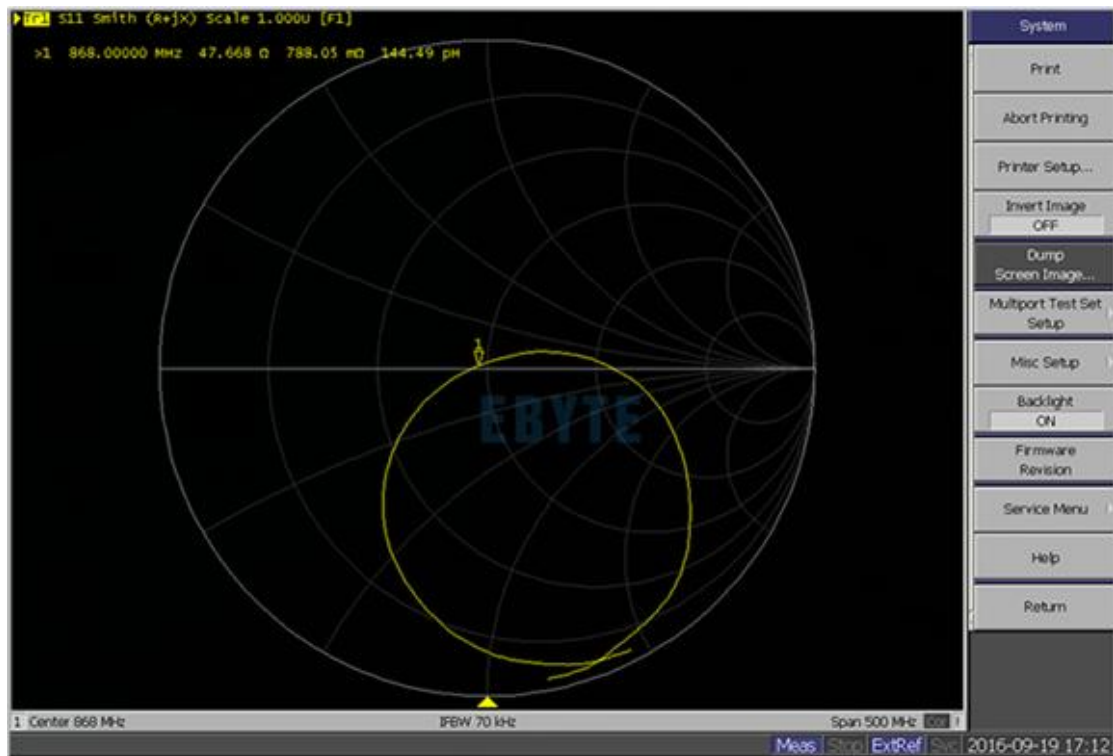 Tr1 S11 Smith (R+jX) Scale 1.000U [F1]
>1 868.00000 MHz 47.668 Ω 788.05 mΩ 144.49 pH
1
EBYTE
System
Print
Abort Printing
Printer Setup...
Invert Image
OFF
Dump
Screen Image...
Multiport Test Set
Setup
Misc Setup
Backlight
ON
Firmware
Revision
Service Menu
Help
Return
1 Center 868 MHz IFBW 70 kHz Span 500 MHz Cor !
Meas Stop ExtRef Svc 2016-09-19 17:12